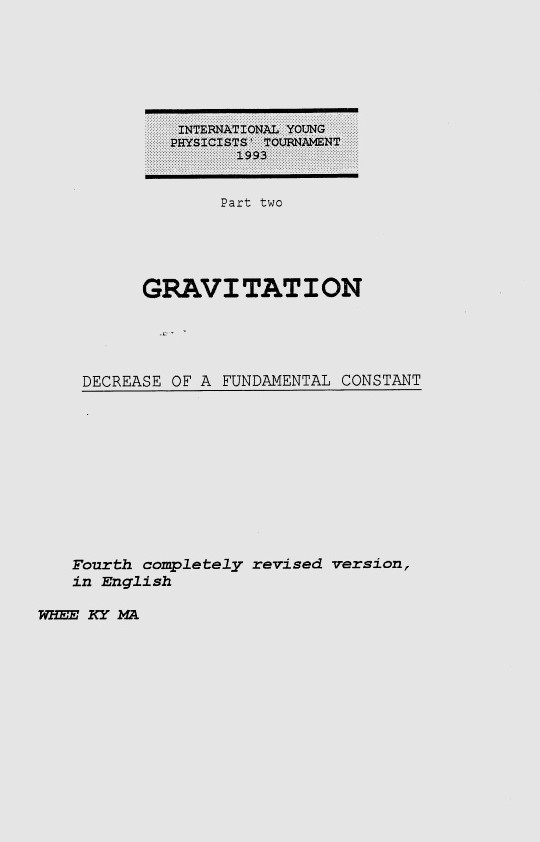 INTERNATIONAL YOUNG
PHYSICISTS' TOURNAMENT
1993
Part two
GRAVITATION
DECREASE OF A FUNDAMENTAL CONSTANT
Fourth completely revised version,
in English
WHEE KY MA